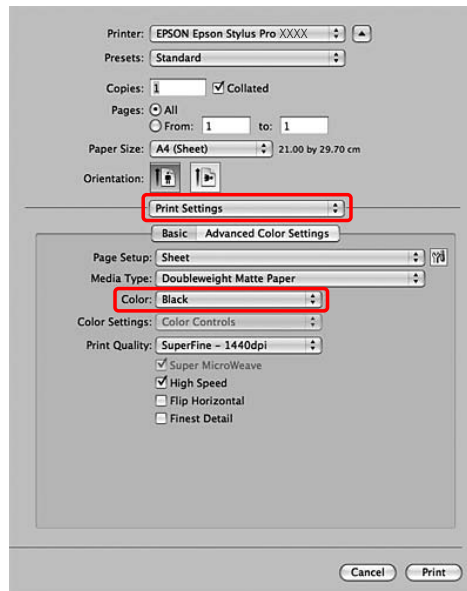 Printer: EPSON Epson Stylus Pro XXXX
Presets: Standard
Copies: 1 Collated
Pages: All
From: 1 to: 1
Paper Size: A4 (Sheet) 21.00 by 29.70 cm
Orientation:
Print Settings
Basic Advanced Color Settings
Page Setup: Sheet
Media Type: Doubleweight Matte Paper
Color: Black
Color Settings: Color Controls
Print Quality: SuperFine - 1440dpi
Super MicroWeave
High Speed
Flip Horizontal
Finest Detail
Cancel Print